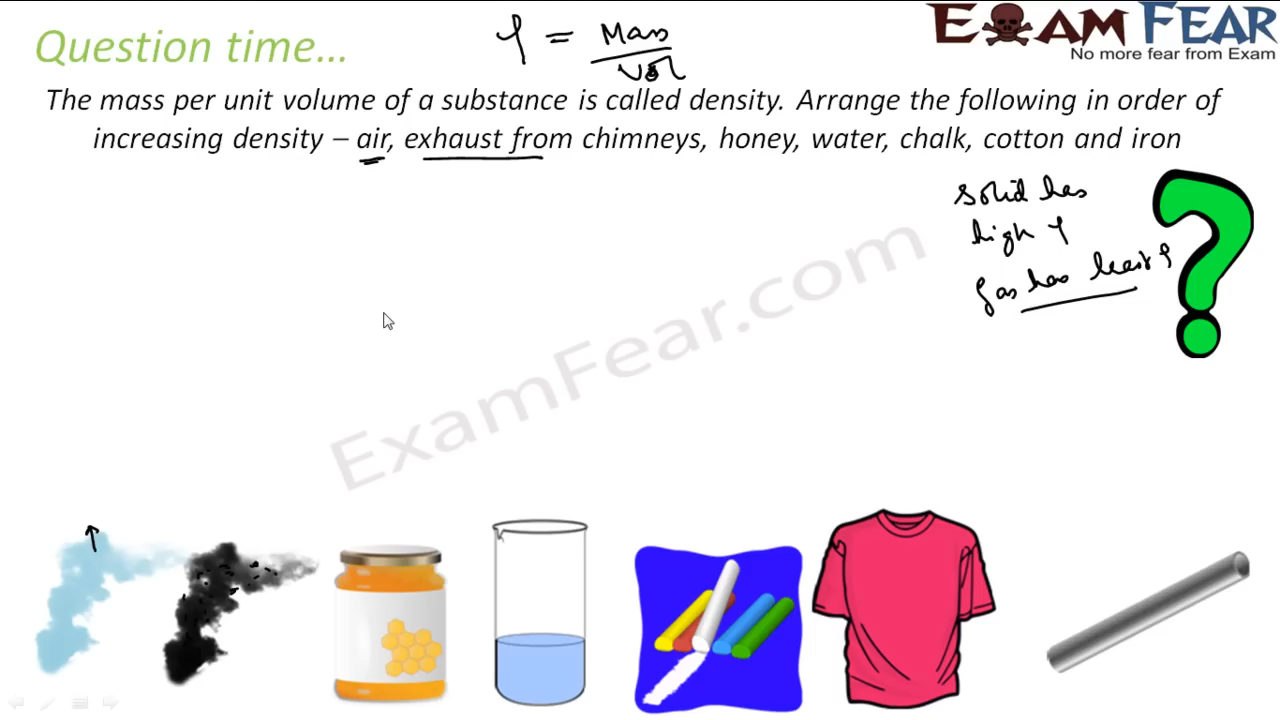 Question time...
ρ = Mass / Vol
EXAM FEAR
No more fear from Exam
The mass per unit volume of a substance is called density. Arrange the following in order of
increasing density – air, exhaust from chimneys, honey, water, chalk, cotton and iron
solid has
high ρ
gas has least ρ
ExamFear.com